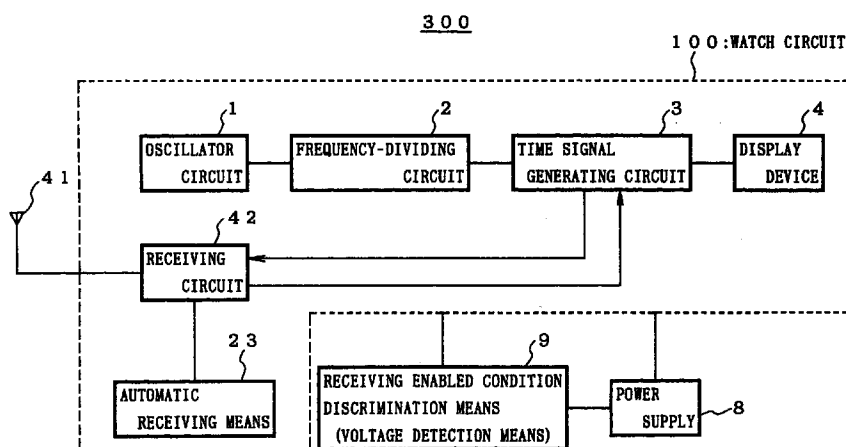 ３００
１００:WATCH CIRCUIT
１
２
３
４
OSCILLATOR
CIRCUIT
FREQUENCY-DIVIDING
CIRCUIT
TIME SIGNAL
GENERATING CIRCUIT
DISPLAY
DEVICE
４１
４２
RECEIVING
CIRCUIT
２３
AUTOMATIC
RECEIVING MEANS
９
RECEIVING ENABLED CONDITION
DISCRIMINATION MEANS
(VOLTAGE DETECTION MEANS)
POWER
SUPPLY
８